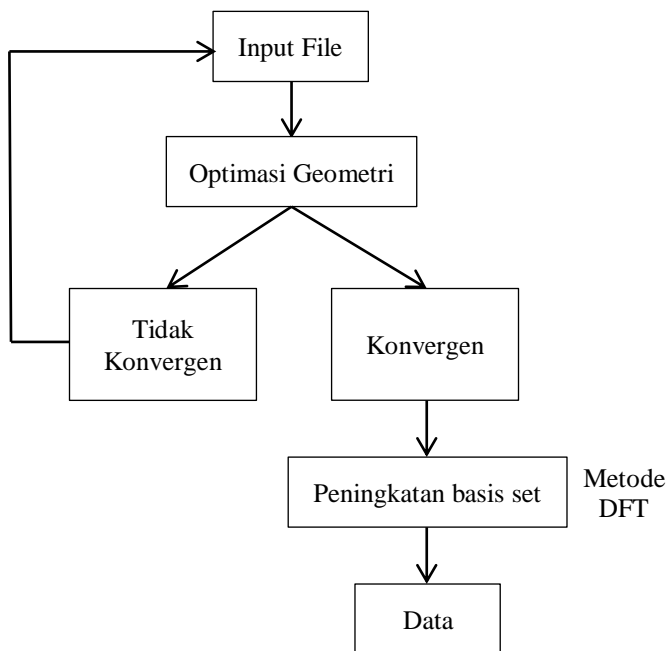 Input File
Optimasi Geometri
Tidak
Konvergen
Konvergen
Peningkatan basis set
Metode
DFT
Data